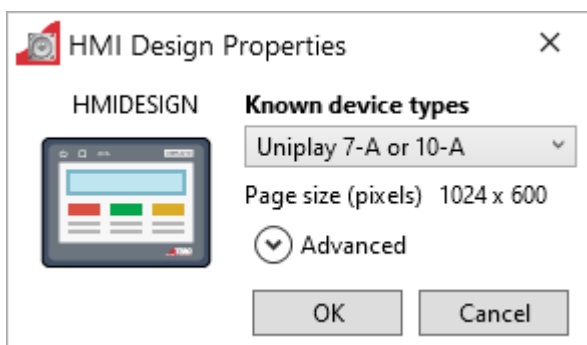 HMI Design Properties
HMIDESIGN
Known device types
Uniplay 7-A or 10-A
Page size (pixels) 1024 x 600
Advanced
OK
Cancel